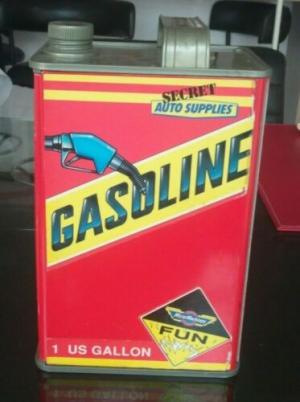 SECRET
AUTO SUPPLIES
GASOLINE
FUN
1 US GALLON